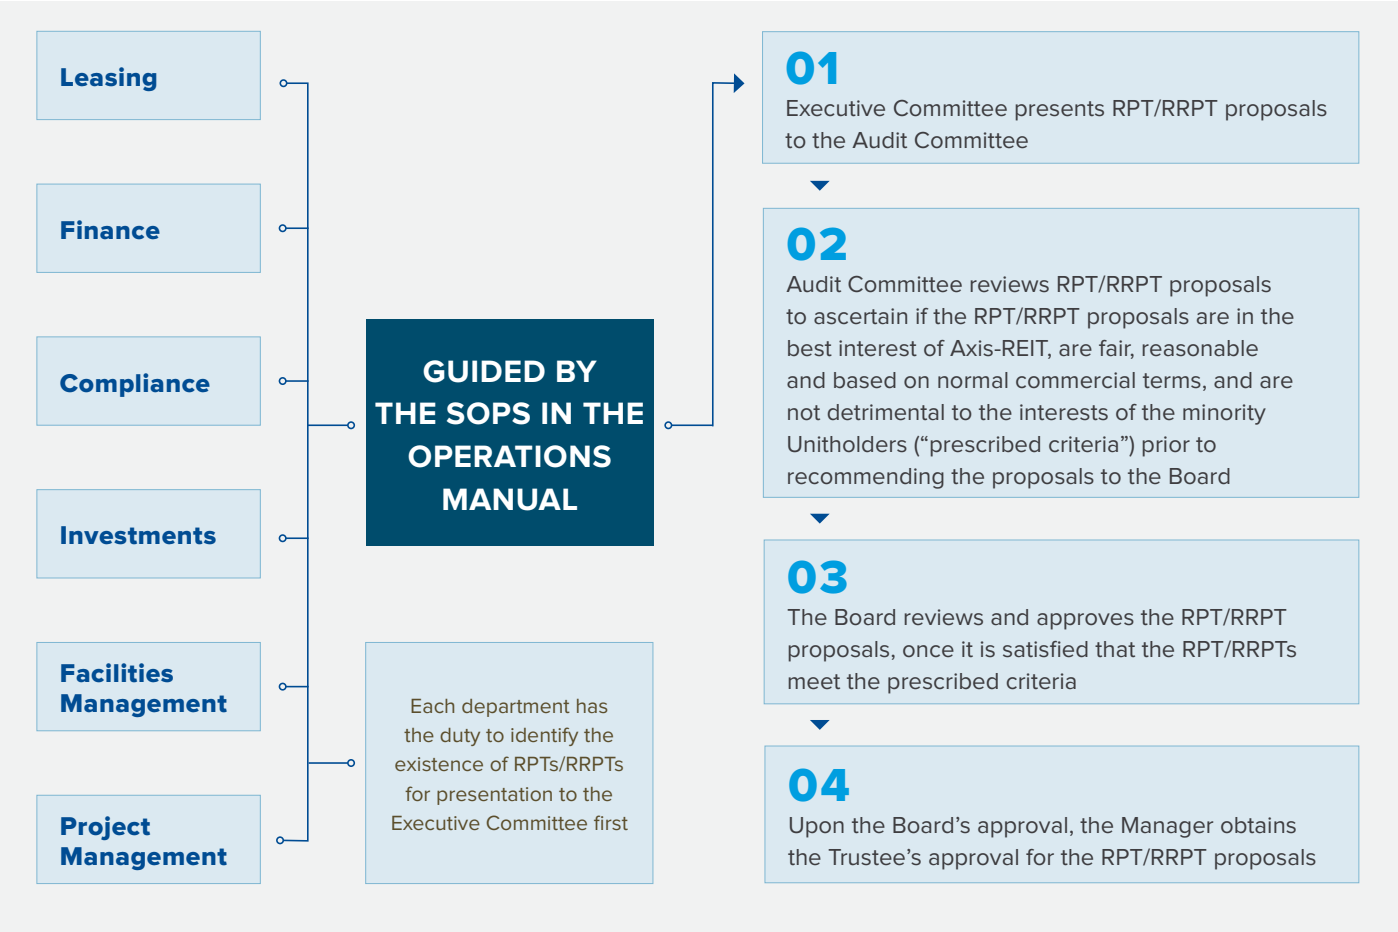 Leasing
Finance
Compliance
Investments
Facilities
Management
Project
Management
GUIDED BY
THE SOPS IN THE
OPERATIONS
MANUAL
Each department has
the duty to identify the
existence of RPTs/RRPTs
for presentation to the
Executive Committee first
01
Executive Committee presents RPT/RRPT proposals
to the Audit Committee
02
Audit Committee reviews RPT/RRPT proposals
to ascertain if the RPT/RRPT proposals are in the
best interest of Axis-REIT, are fair, reasonable
and based on normal commercial terms, and are
not detrimental to the interests of the minority
Unitholders (“prescribed criteria”) prior to
recommending the proposals to the Board
03
The Board reviews and approves the RPT/RRPT
proposals, once it is satisfied that the RPT/RRPTs
meet the prescribed criteria
04
Upon the Board’s approval, the Manager obtains
the Trustee’s approval for the RPT/RRPT proposals